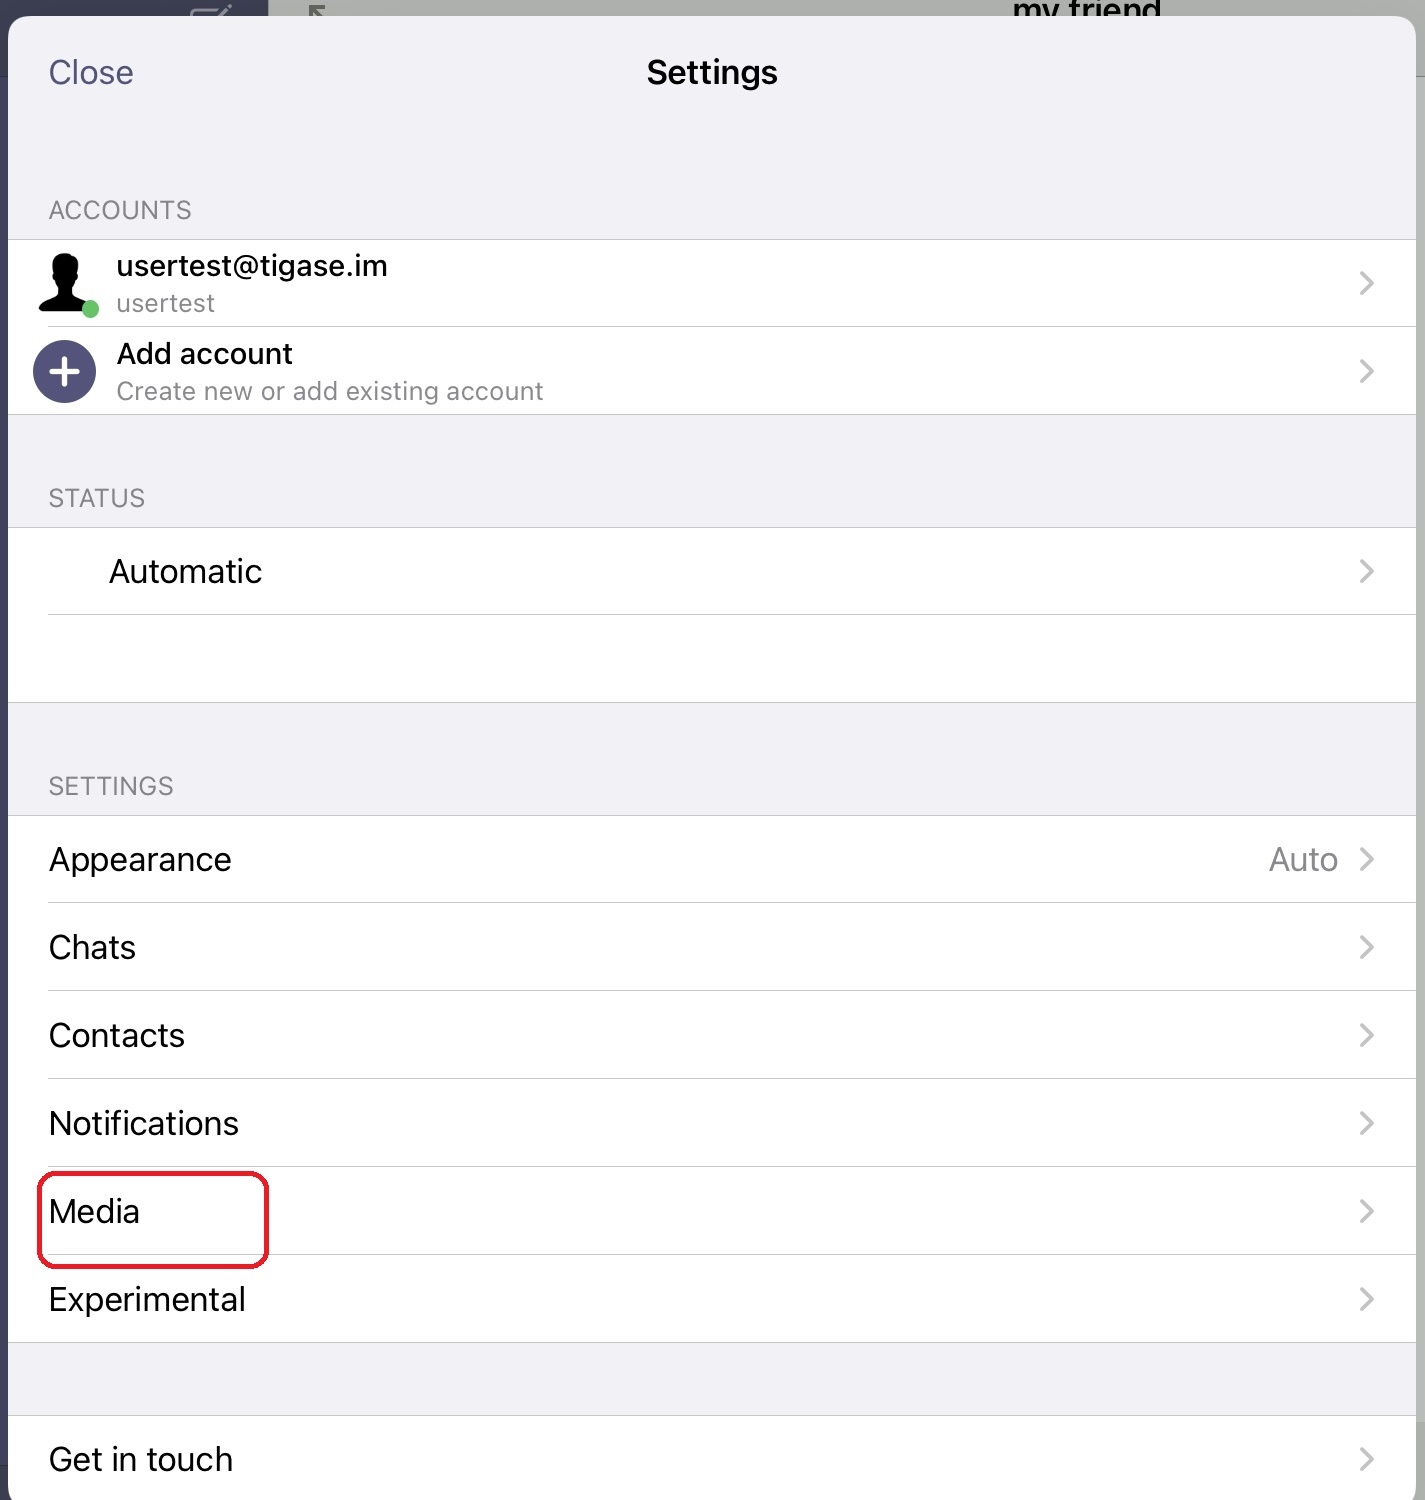 my friend
Close
Settings
ACCOUNTS
usertest@tigase.im
usertest
Add account
Create new or add existing account
STATUS
Automatic
SETTINGS
Appearance
Auto
Chats
Contacts
Notifications
Media
Experimental
Get in touch